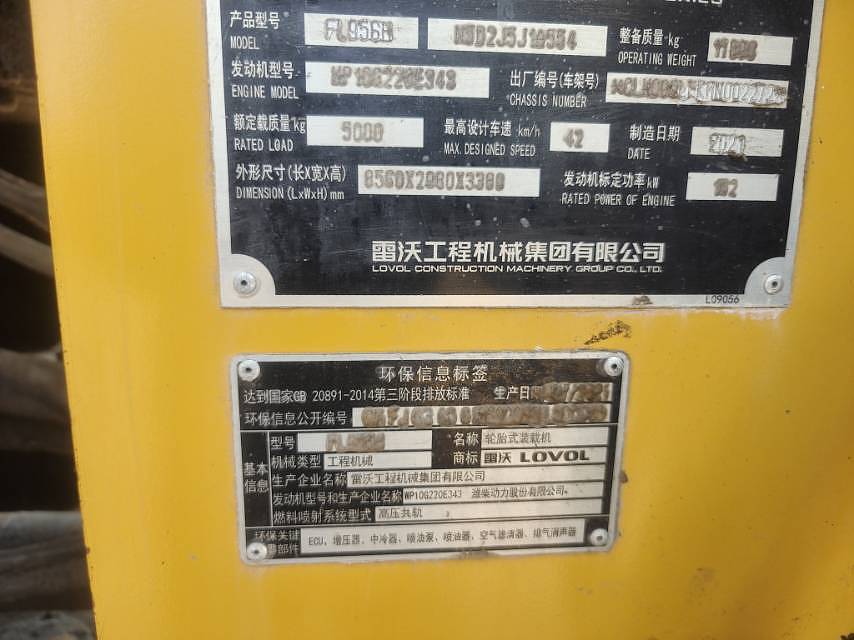 产品型号 FL956H 整备质量 kg
MODEL OPERATING WEIGHT
发动机型号 WP10G220E343 出厂编号(车架号)
ENGINE MODEL CHASSIS NUMBER
额定载质量 kg 5000 最高设计车速 km/h 42 制造日期 2021
RATED LOAD MAX. DESIGNED SPEED DATE
外形尺寸(长X宽X高) 8560X2980X3380 发动机标定功率 kW 162
DIMENSION (LxWxH) mm RATED POWER OF ENGINE
雷沃工程机械集团有限公司
LOVOL CONSTRUCTION MACHINERY GROUP CO., LTD.
L09056
环保信息标签
达到国家GB 20891-2014第三阶段排放标准 生产日
环保信息公开编号
基本信息
型号 名称 轮胎式装载机
机械类型 工程机械 商标 雷沃 LOVOL
生产企业名称 雷沃工程机械集团有限公司
发动机型号和生产企业名称 WP10G220E343 潍柴动力股份有限公司.
燃料喷射系统型式 高压共轨
环保关键
零部件 ECU、增压器、中冷器、喷油泵、喷油器、空气滤清器、排气消声器